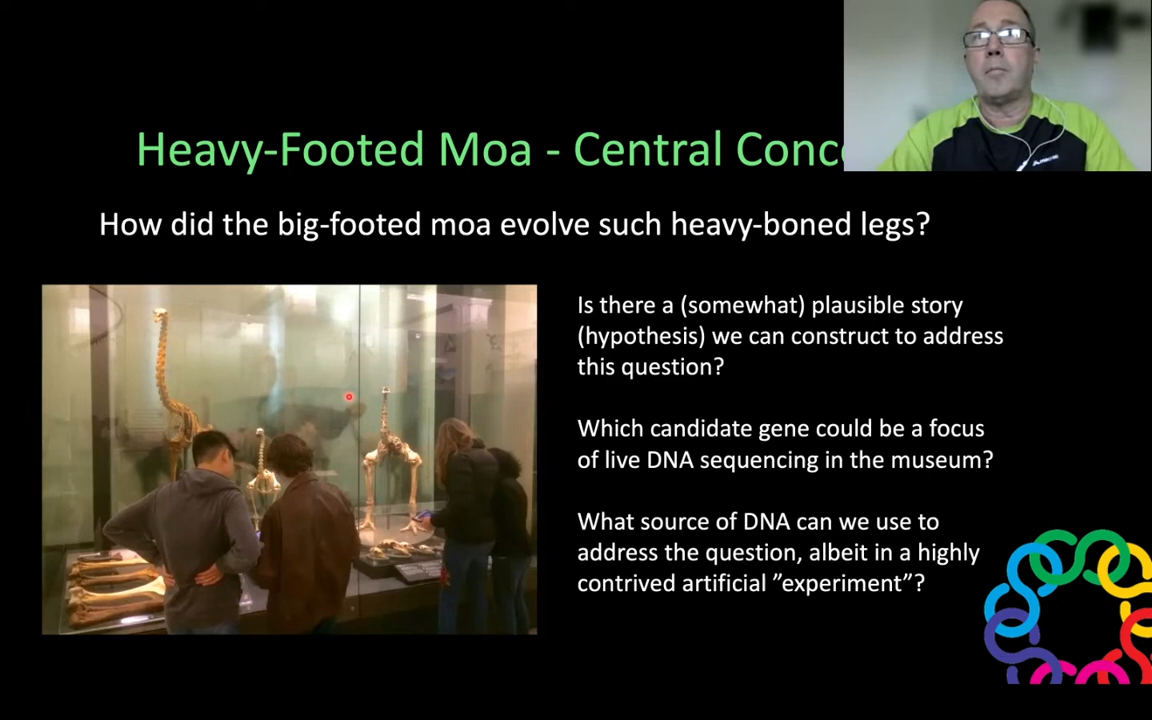 Heavy-Footed Moa - Central Conc
How did the big-footed moa evolve such heavy-boned legs?
Is there a (somewhat) plausible story
(hypothesis) we can construct to address
this question?
Which candidate gene could be a focus
of live DNA sequencing in the museum?
What source of DNA can we use to
address the question, albeit in a highly
contrived artificial ”experiment”?